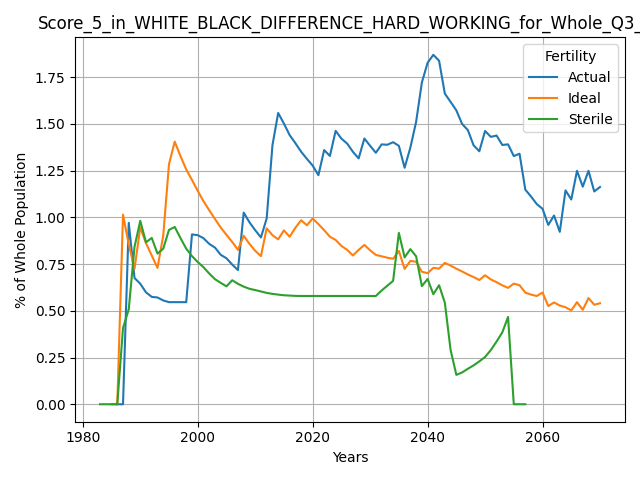 Score_5_in_WHITE_BLACK_DIFFERENCE_HARD_WORKING_for_Whole_Q3_
Fertility
Actual
Ideal
Sterile
% of Whole Population
1.75
1.50
1.25
1.00
0.75
0.50
0.25
0.00
1980
2000
2020
2040
2060
Years